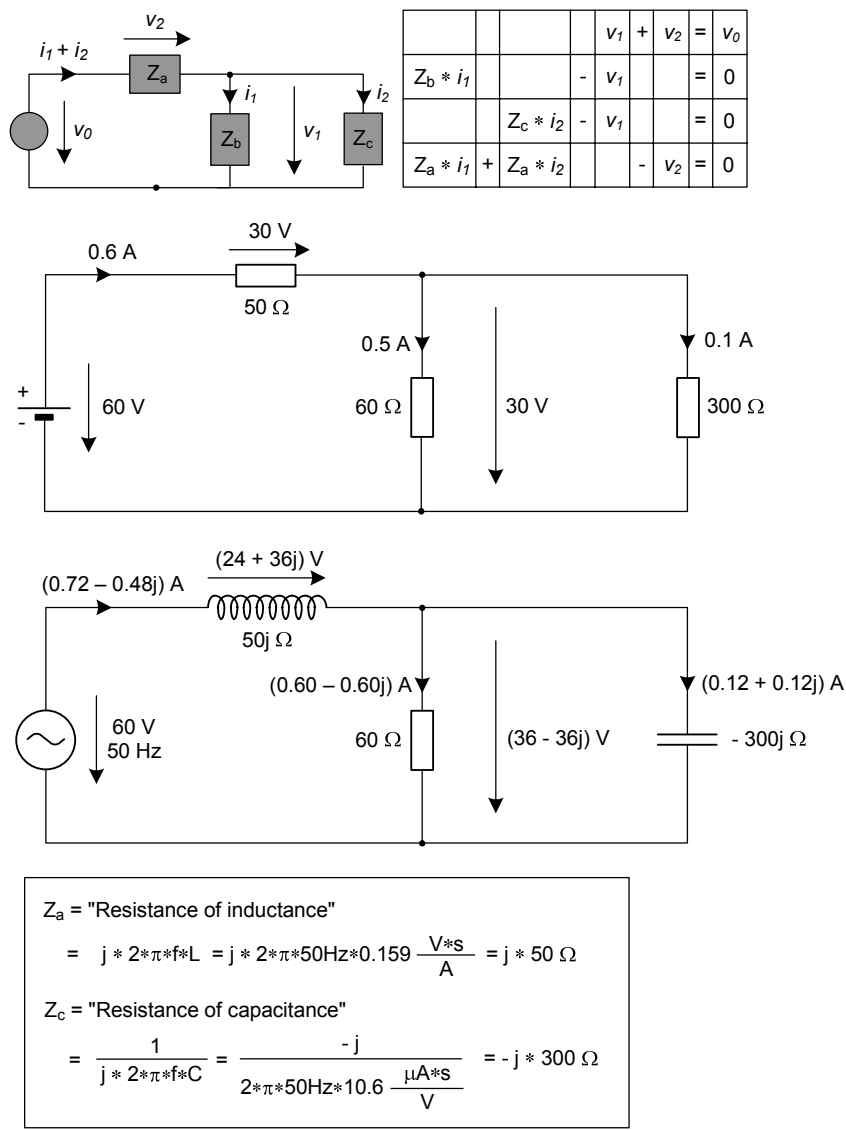 v2
i1 + i2
Za
i1
i2
v0
Zb
v1
Zc
v1 + v2 = v0
Zb * i1 - v1 = 0
Zc * i2 - v1 = 0
Za * i1 + Za * i2 - v2 = 0
30 V
0.6 A
50 Ω
0.5 A
0.1 A
+
-
60 V
60 Ω
30 V
300 Ω
(24 + 36j) V
(0.72 – 0.48j) A
50j Ω
(0.60 – 0.60j) A
(0.12 + 0.12j) A
60 V
50 Hz
60 Ω
(36 - 36j) V
- 300j Ω
Za = "Resistance of inductance"
= j * 2*π*f*L = j * 2*π*50Hz*0.159 V*s/A = j * 50 Ω
Zc = "Resistance of capacitance"
= 1/(j * 2*π*f*C) = - j/(2*π*50Hz*10.6 μA*s/V) = - j * 300 Ω